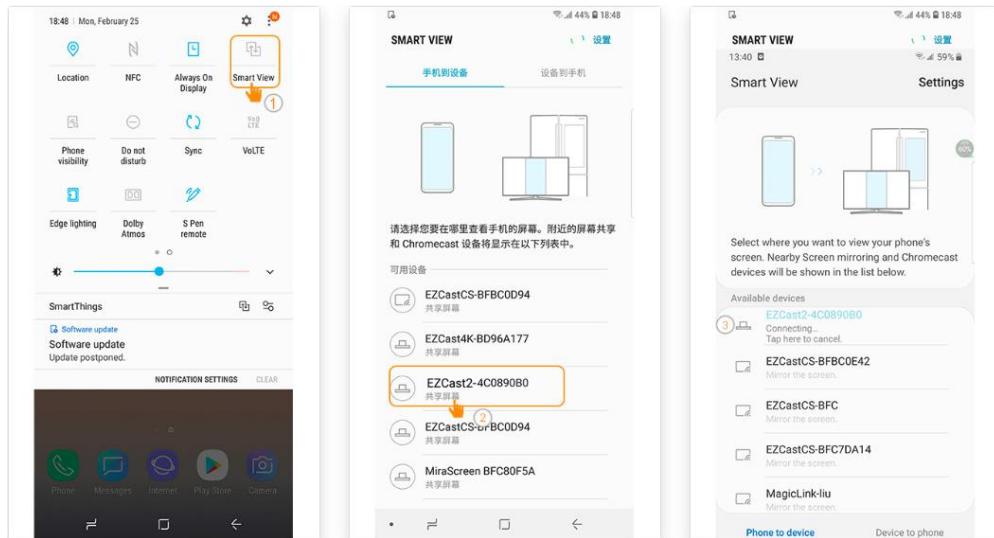 18:48 | Mon, February 25
N
Location
NFC
Always On
Display
Smart View
1
VoLTE
LTE
Phone
visibility
Do not
disturb
Sync
VoLTE
Edge lighting
Dolby
Atmos
S Pen
remote
SmartThings
Software update
Software update
Update postponed.
NOTIFICATION SETTINGS
CLEAR
Phone
Messages
Internet
Play Store
Camera
44% 18:48
SMART VIEW
设置
手机到设备
设备到手机
请选择您要在哪里查看手机的屏幕。附近的屏幕共享
和 Chromecast 设备将显示在以下列表中。
可用设备
EZCastCS-BFBC0D94
共享屏幕
EZCast4K-BD96A177
共享屏幕
EZCast2-4C0890B0
共享屏幕
2
EZCastCS-BFBC0D94
共享屏幕
MiraScreen BFC80F5A
共享屏幕
44% 18:48
SMART VIEW
设置
13:40
59%
Smart View
Settings
60%
Select where you want to view your phone's
screen. Nearby Screen mirroring and Chromecast
devices will be shown in the list below.
Available devices
3
EZCast2-4C0890B0
Connecting...
Tap here to cancel.
EZCastCS-BFBC0E42
Mirror the screen.
EZCastCS-BFC
Mirror the screen.
EZCastCS-BFC7DA14
Mirror the screen.
MagicLink-liu
Mirror the screen.
Phone to device
Device to phone